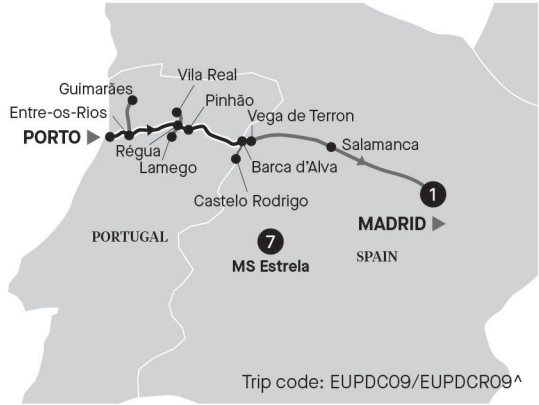 Guimarães
Vila Real
Entre-os-Rios
Pinhão
Vega de Terron
PORTO
Régua
Lamego
Salamanca
Barca d’Alva
Castelo Rodrigo
1
MADRID
PORTUGAL
7
MS Estrela
SPAIN
Trip code: EUPDC09/EUPDCR09^